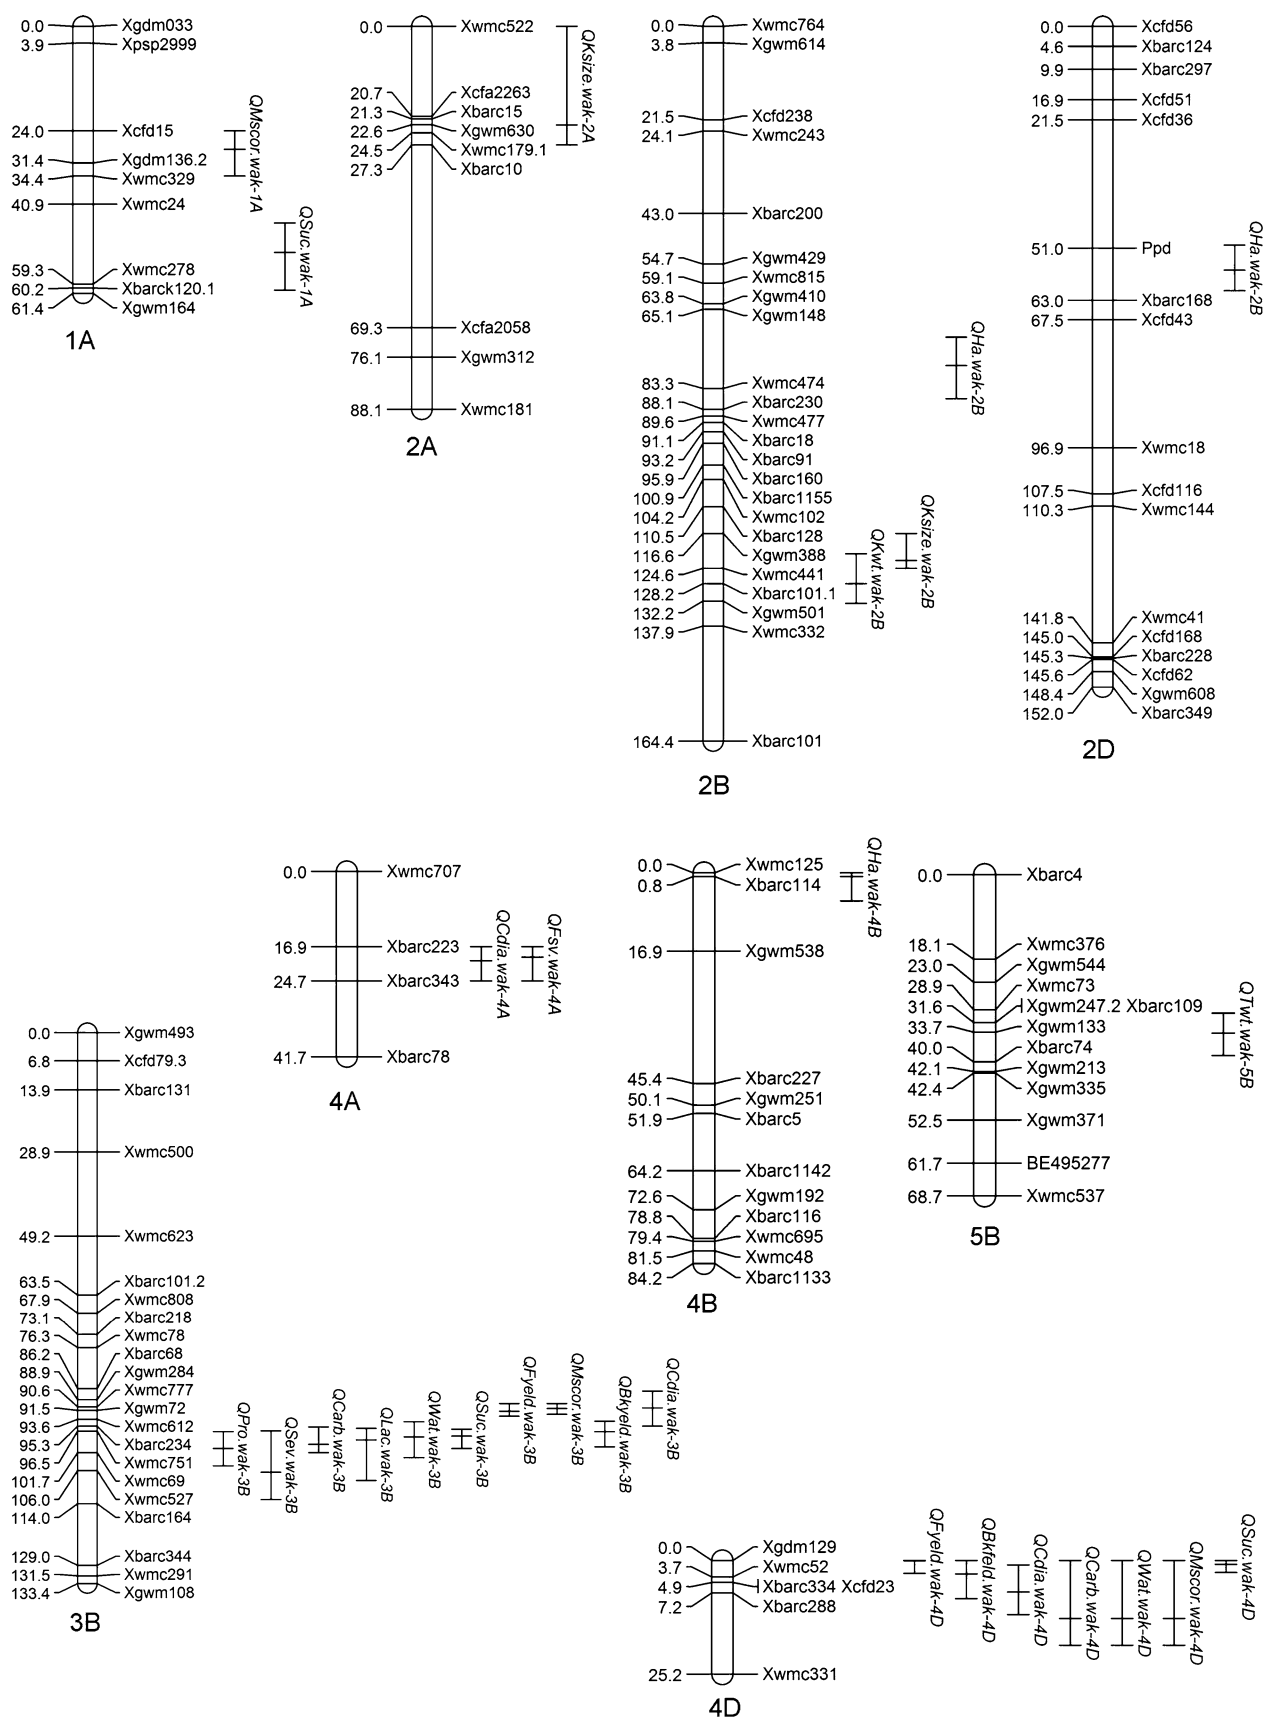 0.0 Xgdm033
3.9 Xpsp2999
24.0 Xcfd15
31.4 Xgdm136.2
34.4 Xwmc329
40.9 Xwmc24
59.3 Xwmc278
60.2 Xbarck120.1
61.4 Xgwm164
QMscor.wak-1A
QSuc.wak-1A
1A
0.0 Xwmc522
20.7 Xcfa2263
21.3 Xbarc15
22.6 Xgwm630
24.5 Xwmc179.1
27.3 Xbarc10
69.3 Xcfa2058
76.1 Xgwm312
88.1 Xwmc181
QKsize.wak-2A
2A
0.0 Xwmc764
3.8 Xgwm614
21.5 Xcfd238
24.1 Xwmc243
43.0 Xbarc200
54.7 Xgwm429
59.1 Xwmc815
63.8 Xgwm410
65.1 Xgwm148
83.3 Xwmc474
88.1 Xbarc230
89.6 Xwmc477
91.1 Xbarc18
93.2 Xbarc91
95.9 Xbarc160
100.9 Xbarc1155
104.2 Xwmc102
110.5 Xbarc128
116.6 Xgwm388
124.6 Xwmc441
128.2 Xbarc101.1
132.2 Xgwm501
137.9 Xwmc332
164.4 Xbarc101
QKwt.wak-2B
QKsize.wak-2B
QHa.wak-2B
2B
0.0 Xcfd56
4.6 Xbarc124
9.9 Xbarc297
16.9 Xcfd51
21.5 Xcfd36
51.0 Ppd
63.0 Xbarc168
67.5 Xcfd43
96.9 Xwmc18
107.5 Xcfd116
110.3 Xwmc144
141.8 Xwmc41
145.0 Xcfd168
145.3 Xbarc228
145.6 Xcfd62
148.4 Xgwm608
152.0 Xbarc349
QHa.wak-2B
2D
0.0 Xgwm493
6.8 Xcfd79.3
13.9 Xbarc131
28.9 Xwmc500
49.2 Xwmc623
63.5 Xbarc101.2
67.9 Xwmc808
73.1 Xbarc218
76.3 Xwmc78
86.2 Xbarc68
88.9 Xgwm284
90.6 Xwmc777
91.5 Xgwm72
93.6 Xwmc612
95.3 Xbarc234
96.5 Xwmc751
101.7 Xwmc69
106.0 Xwmc527
114.0 Xbarc164
129.0 Xbarc344
131.5 Xwmc291
133.4 Xgwm108
QPro.wak-3B
QSev.wak-3B
QCarb.wak-3B
QLac.wak-3B
QWat.wak-3B
QSuc.wak-3B
QFyeld.wak-3B
QMscor.wak-3B
QBkyeld.wak-3B
QCdia.wak-3B
3B
0.0 Xwmc707
16.9 Xbarc223
24.7 Xbarc343
41.7 Xbarc78
QCdia.wak-4A
QFsv.wak-4A
4A
0.0 Xwmc125
0.8 Xbarc114
16.9 Xgwm538
45.4 Xbarc227
50.1 Xgwm251
51.9 Xbarc5
64.2 Xbarc1142
72.6 Xgwm192
78.8 Xbarc116
79.4 Xwmc695
81.5 Xwmc48
84.2 Xbarc1133
QHa.wak-4B
4B
0.0 Xbarc4
18.1 Xwmc376
23.0 Xgwm544
28.9 Xwmc73
31.6 Xgwm247.2 Xbarc109
33.7 Xgwm133
40.0 Xbarc74
42.1 Xgwm213
42.4 Xgwm335
52.5 Xgwm371
61.7 BE495277
68.7 Xwmc537
QTwt.wak-5B
5B
0.0 Xgdm129
3.7 Xwmc52
4.9 Xbarc334 Xcfd23
7.2 Xbarc288
25.2 Xwmc331
QFyeld.wak-4D
QBkfeld.wak-4D
QCdia.wak-4D
QCarb.wak-4D
QWat.wak-4D
QMscor.wak-4D
QSuc.wak-4D
4D